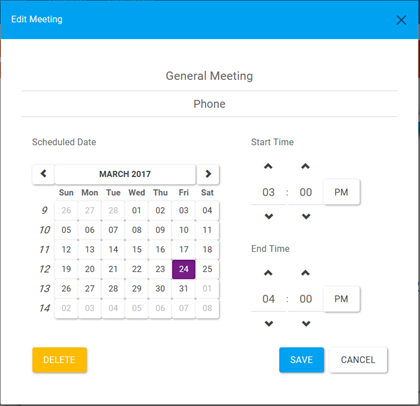 Edit Meeting
General Meeting
Phone
Scheduled Date
MARCH 2017
Sun Mon Tue Wed Thu Fri Sat
9 26 27 28 01 02 03 04
10 05 06 07 08 09 10 11
11 12 13 14 15 16 17 18
12 19 20 21 22 23 24 25
13 26 27 28 29 30 31 01
14 02 03 04 05 06 07 08
Start Time
03 : 00 PM
End Time
04 : 00 PM
DELETE
SAVE CANCEL